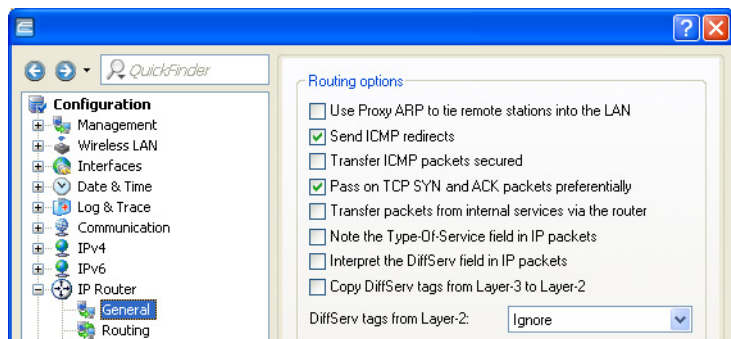 QuickFinder
Configuration
Management
Wireless LAN
Interfaces
Date & Time
Log & Trace
Communication
IPv4
IPv6
IP Router
General
Routing
Routing options
Use Proxy ARP to tie remote stations into the LAN
Send ICMP redirects
Transfer ICMP packets secured
Pass on TCP SYN and ACK packets preferentially
Transfer packets from internal services via the router
Note the Type-Of-Service field in IP packets
Interpret the DiffServ field in IP packets
Copy DiffServ tags from Layer-3 to Layer-2
DiffServ tags from Layer-2: Ignore